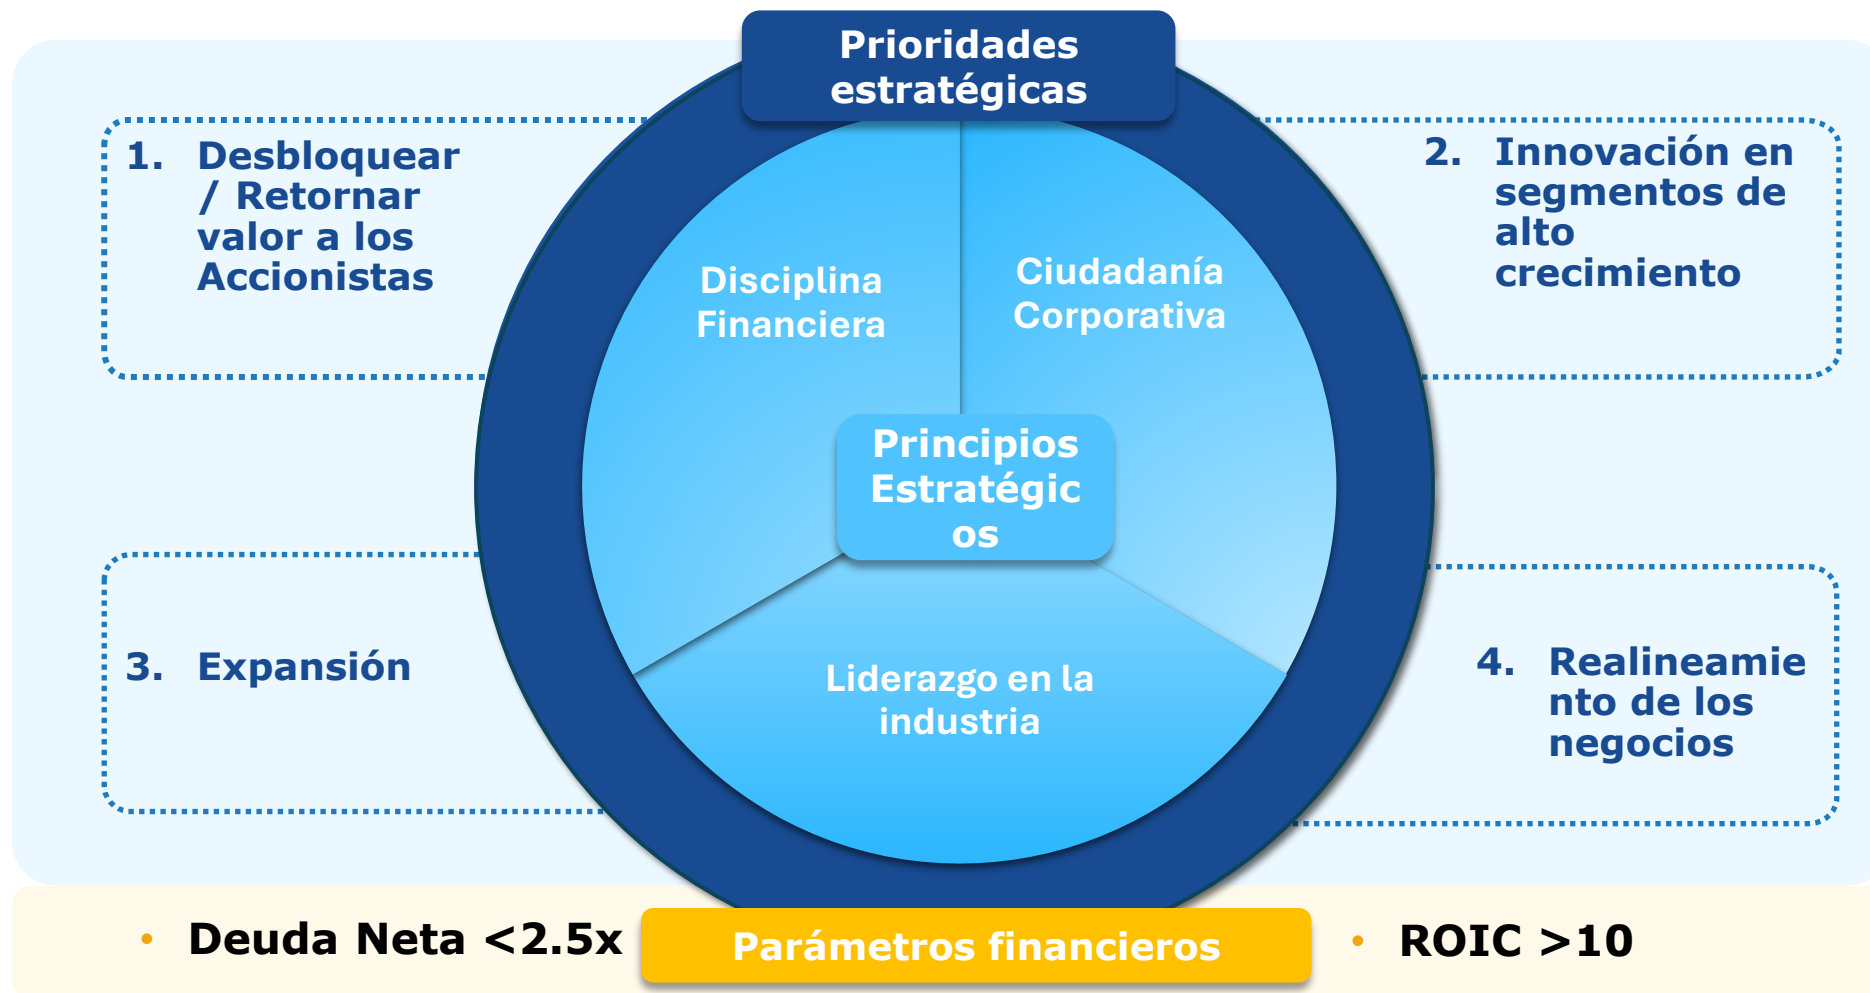 Prioridades
estratégicas
1. Desbloquear
/ Retornar
valor a los
Accionistas
2. Innovación en
segmentos de
alto
crecimiento
Disciplina
Financiera
Ciudadanía
Corporativa
Principios
Estratégic
os
Liderazgo en la
industria
3. Expansión
4. Realineamie
nto de los
negocios
• Deuda Neta <2.5x
Parámetros financieros
• ROIC >10